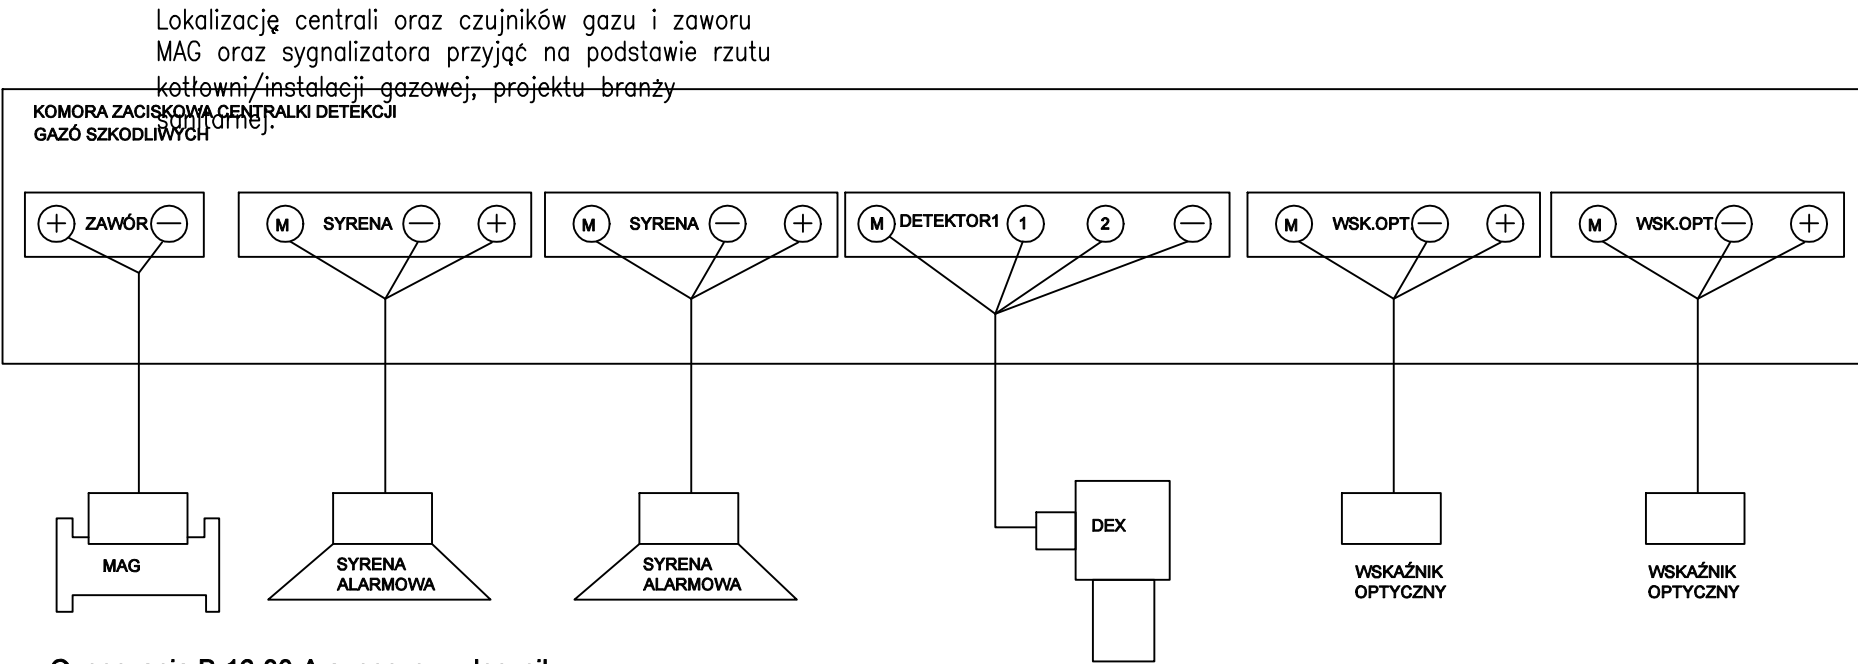 Lokalizację centrali oraz czujników gazu i zaworu
MAG oraz sygnalizatora przyjąć na podstawie rzutu
kotłowni/instalacji gazowej, projektu branży
sanitarnej.
KOMORA ZACISKOWA CENTRALKI DETEKCJI
GAZÓ SZKODLIWYCH
+ ZAWÓR −
M SYRENA − +
M SYRENA − +
M DETEKTOR1 1 2 −
M WSK.OPT. − +
M WSK.OPT. − +
MAG
SYRENA
ALARMOWA
SYRENA
ALARMOWA
DEX
WSKAŹNIK
OPTYCZNY
WSKAŹNIK
OPTYCZNY